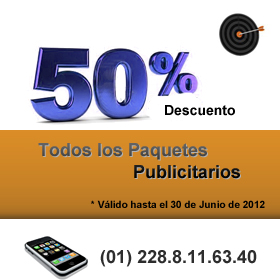 50%
Descuento
Todos los Paquetes
Publicitarios
* Válido hasta el 30 de Junio de 2012
(01) 228.8.11.63.40